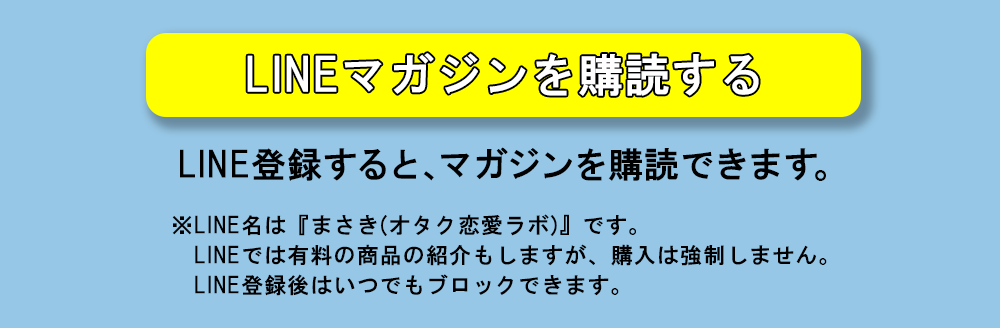 LINEマガジンを購読する
LINE登録すると、マガジンを購読できます。
※LINE名は『まさき(オタク恋愛ラボ)』です。
LINEでは有料の商品の紹介もしますが、購入は強制しません。
LINE登録後はいつでもブロックできます。